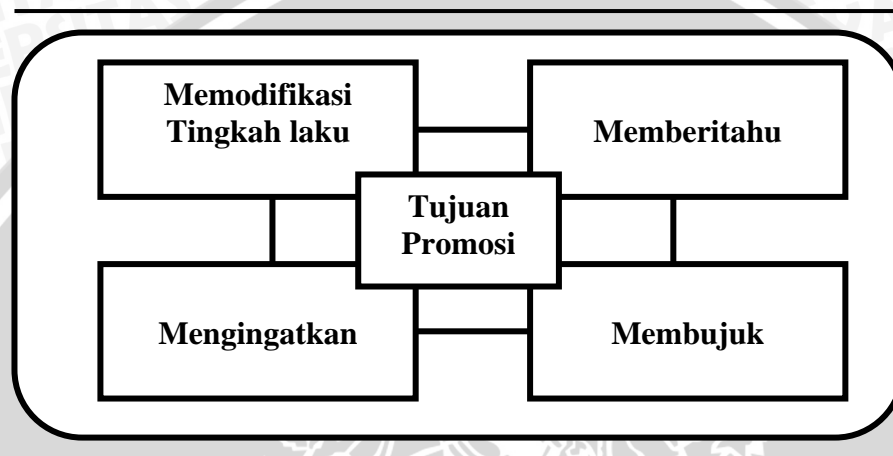 Memodifikasi
Tingkah laku
Memberitahu
Tujuan
Promosi
Mengingatkan
Membujuk